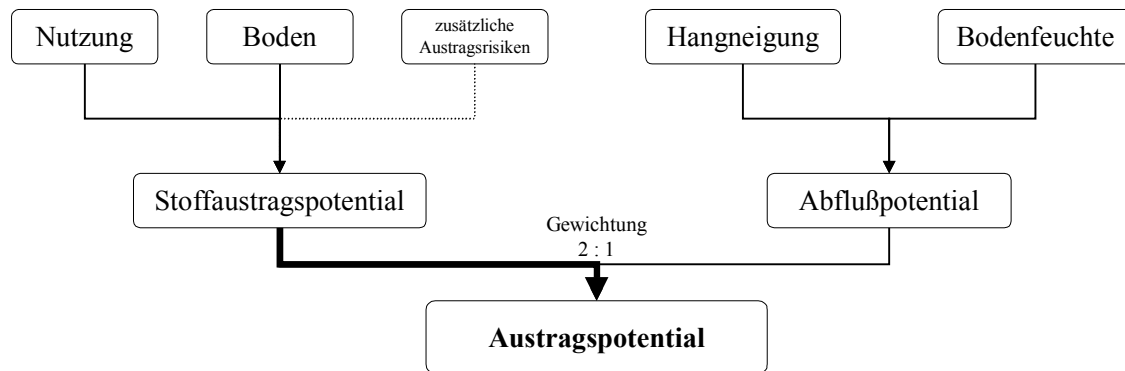 Nutzung
Boden
zusätzliche
Austragsrisiken
Hangneigung
Bodenfeuchte
Stoffaustragspotential
Abflußpotential
Gewichtung
2 : 1
Austragspotential